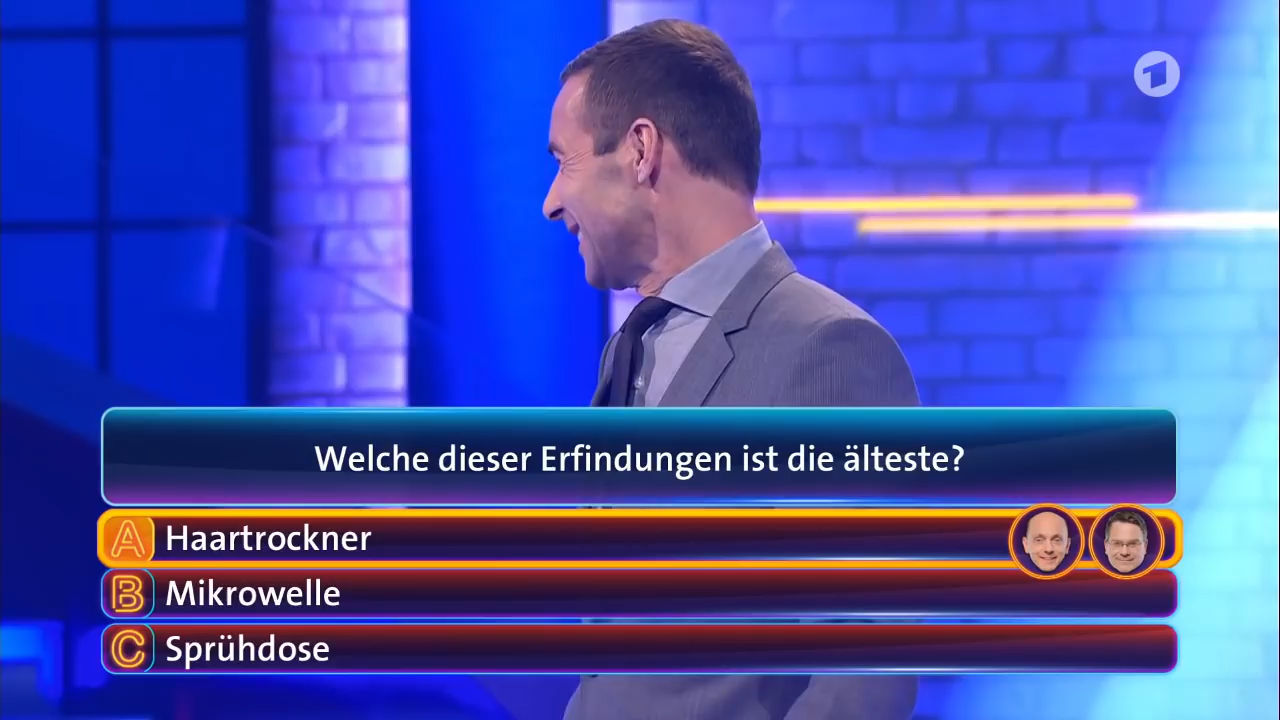 Welche dieser Erfindungen ist die älteste?
A Haartrockner
B Mikrowelle
C Sprühdose